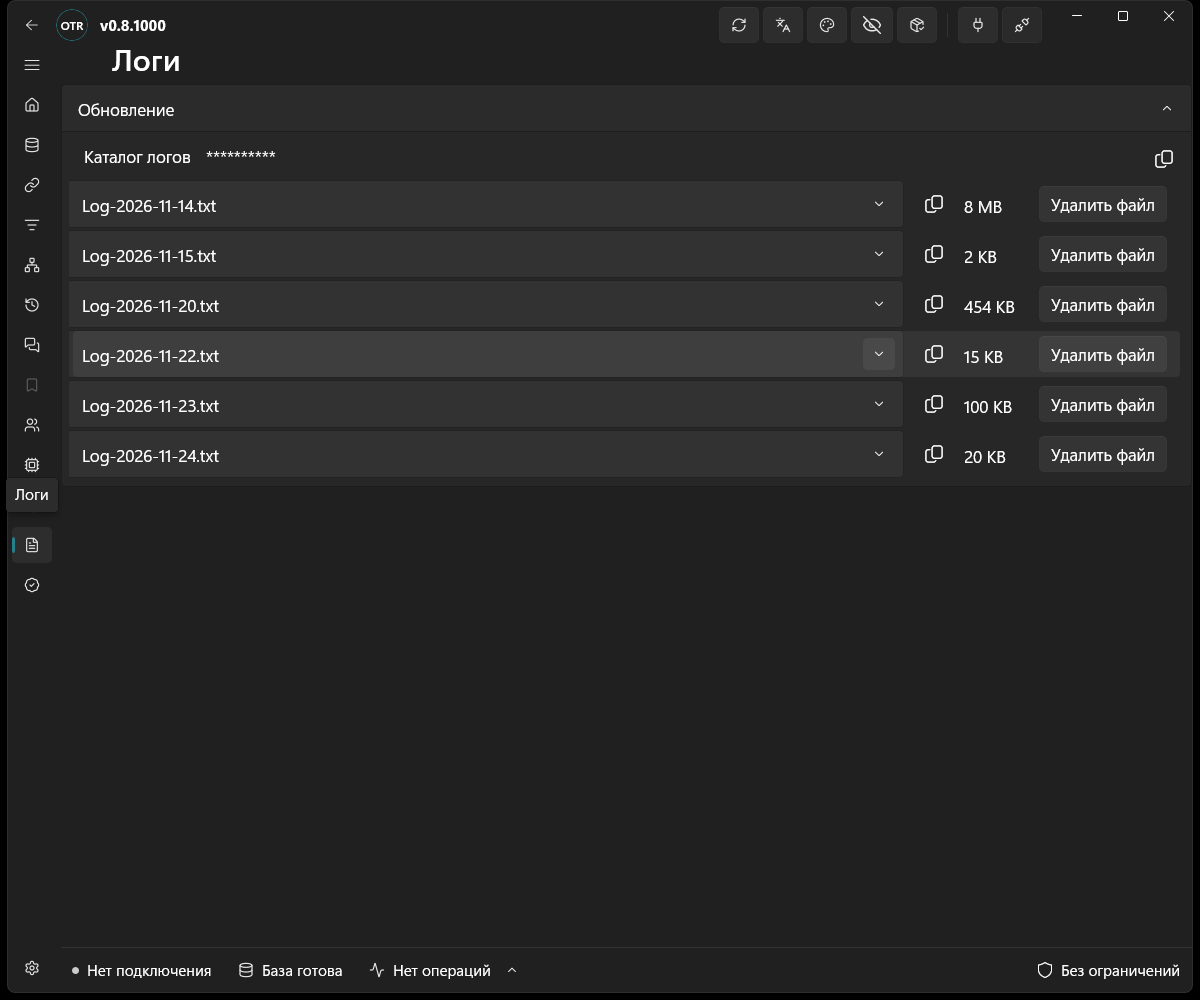 OTR v0.8.1000
Логи
Обновление
Каталог логов **********
Log-2026-11-14.txt 8 MB Удалить файл
Log-2026-11-15.txt 2 KB Удалить файл
Log-2026-11-20.txt 454 KB Удалить файл
Log-2026-11-22.txt 15 KB Удалить файл
Log-2026-11-23.txt 100 KB Удалить файл
Log-2026-11-24.txt 20 KB Удалить файл
Логи
Нет подключения База готова Нет операций Без ограничений